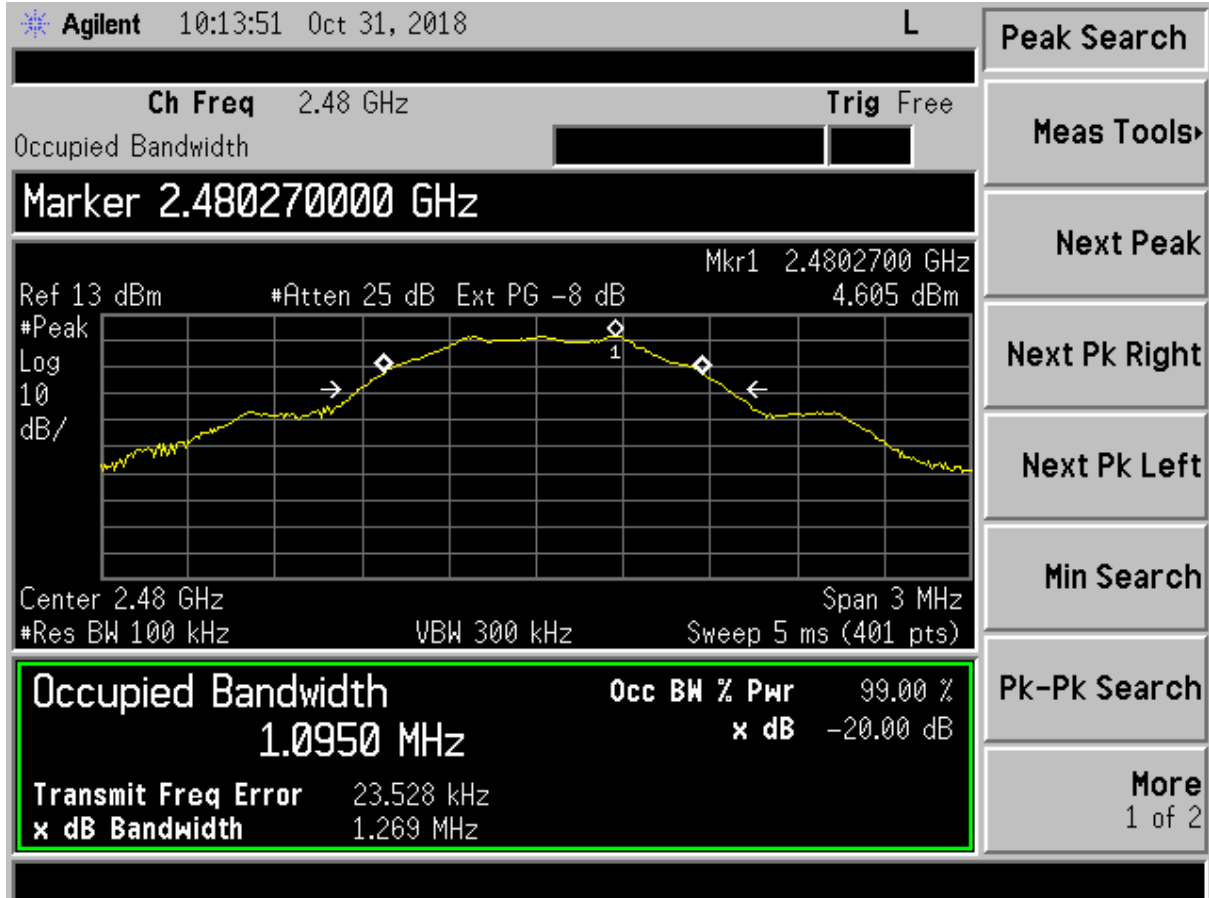 Agilent 10:13:51 Oct 31, 2018 L
Peak Search
Ch Freq 2.48 GHz Trig Free
Occupied Bandwidth
Meas Tools
Marker 2.480270000 GHz
Next Peak
Mkr1 2.4802700 GHz
Ref 13 dBm #Atten 25 dB Ext PG -8 dB 4.605 dBm
#Peak
Log
10
dB/
1
Next Pk Right
Next Pk Left
Center 2.48 GHz Span 3 MHz
#Res BW 100 kHz VBW 300 kHz Sweep 5 ms (401 pts)
Min Search
Occupied Bandwidth Occ BW % Pwr 99.00 %
1.0950 MHz x dB -20.00 dB
Pk-Pk Search
Transmit Freq Error 23.528 kHz
x dB Bandwidth 1.269 MHz
More
1 of 2